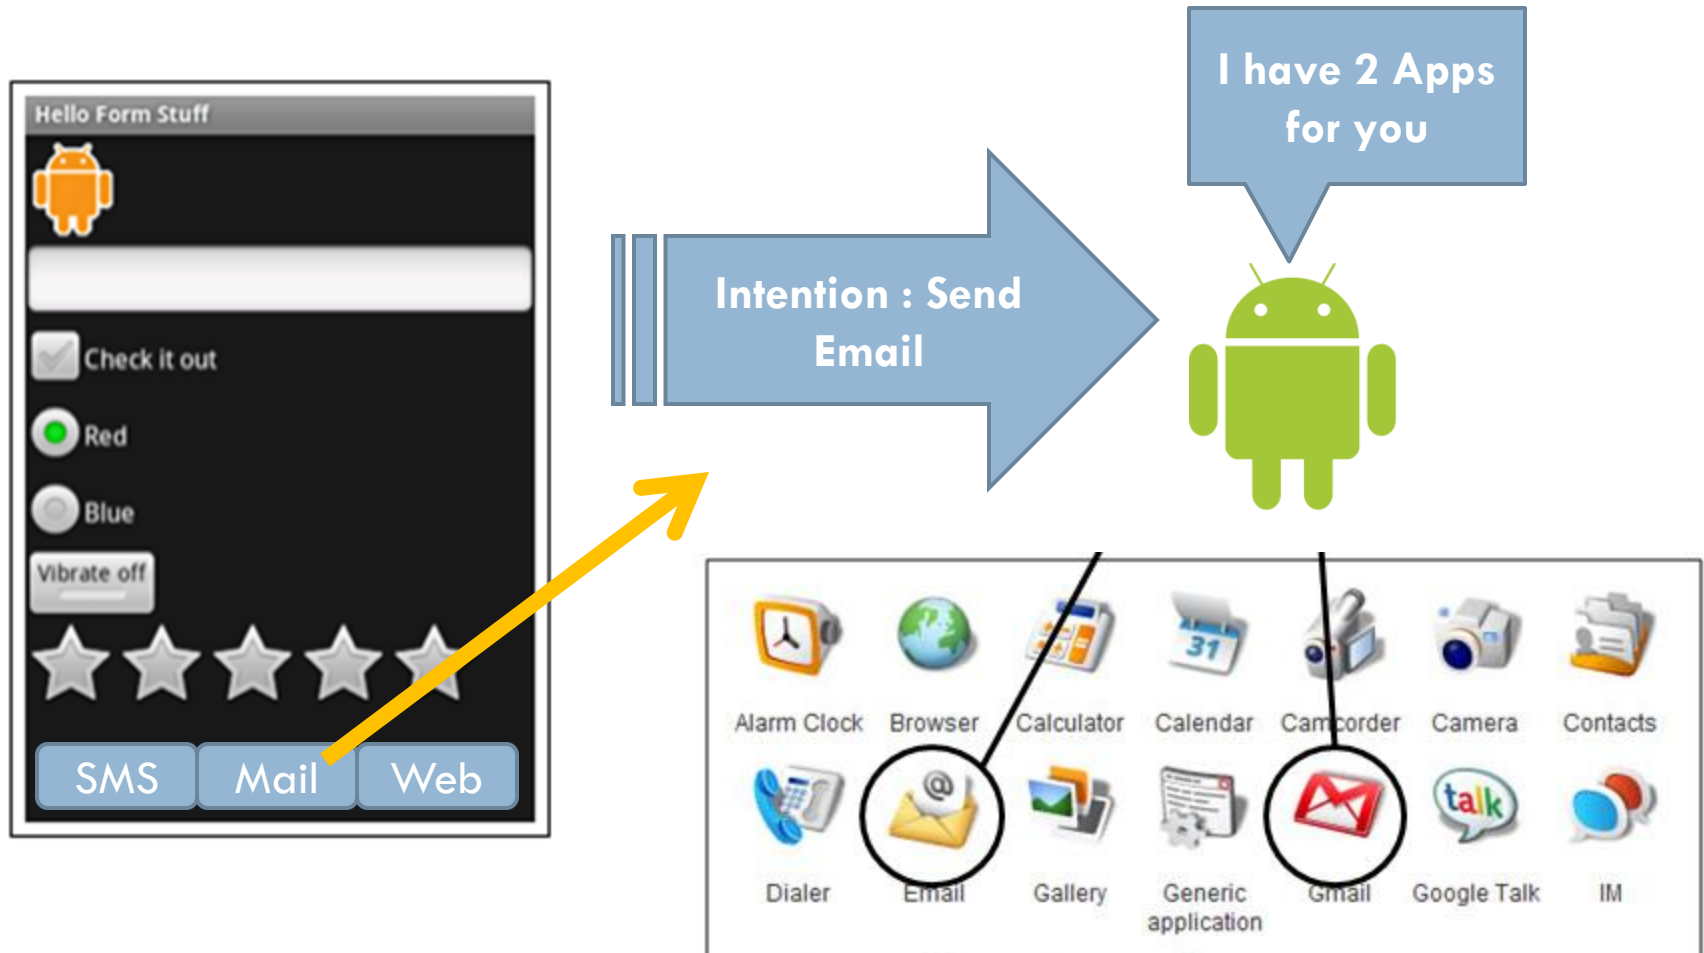 I have 2 Apps
for you
Hello Form Stuff
Intention : Send
Email
Check it out
Red
Blue
Vibrate off
SMS Mail Web
31
Alarm Clock Browser Calculator Calendar Camcorder Camera Contacts
@
talk
Dialer Email Gallery Generic Gmail Google Talk IM
application